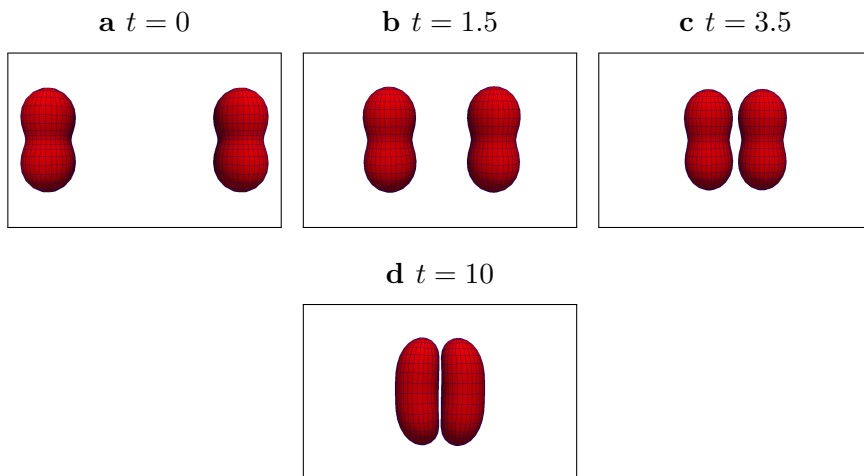 a t = 0
b t = 1.5
c t = 3.5
d t = 10